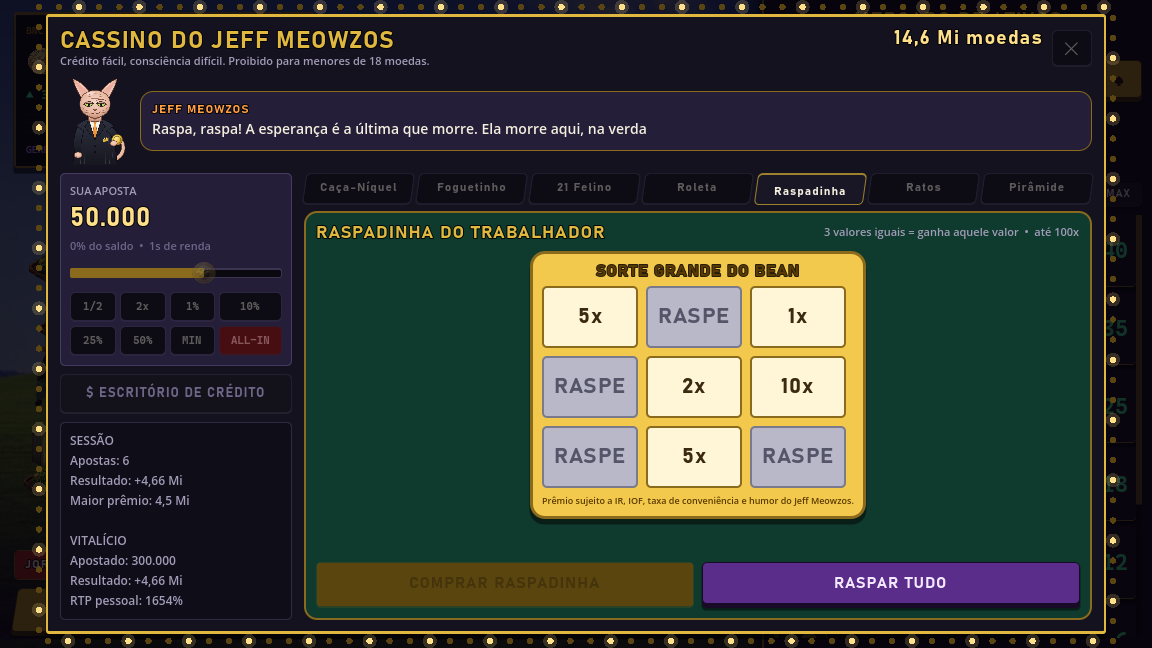 CASSINO DO JEFF MEOWZOS
14,6 Mi moedas
Crédito fácil, consciência difícil. Proibido para menores de 18 moedas.
JEFF MEOWZOS
Raspa, raspa! A esperança é a última que morre. Ela morre aqui, na verda
SUA APOSTA
50.000
0% do saldo • 1s de renda
1/2
2x
1%
10%
25%
50%
MIN
ALL-IN
$ ESCRITÓRIO DE CRÉDITO
SESSÃO
Apostas: 6
Resultado: +4,66 Mi
Maior prêmio: 4,5 Mi
VITALÍCIO
Apostado: 300.000
Resultado: +4,66 Mi
RTP pessoal: 1654%
Caça-Níquel
Foguetinho
21 Felino
Roleta
Raspadinha
Ratos
Pirâmide
RASPADINHA DO TRABALHADOR
3 valores iguais = ganha aquele valor • até 100x
SORTE GRANDE DO BEAN
5x
RASPE
1x
RASPE
2x
10x
RASPE
5x
RASPE
Prêmio sujeito a IR, IOF, taxa de conveniência e humor do Jeff Meowzos.
COMPRAR RASPADINHA
RASPAR TUDO